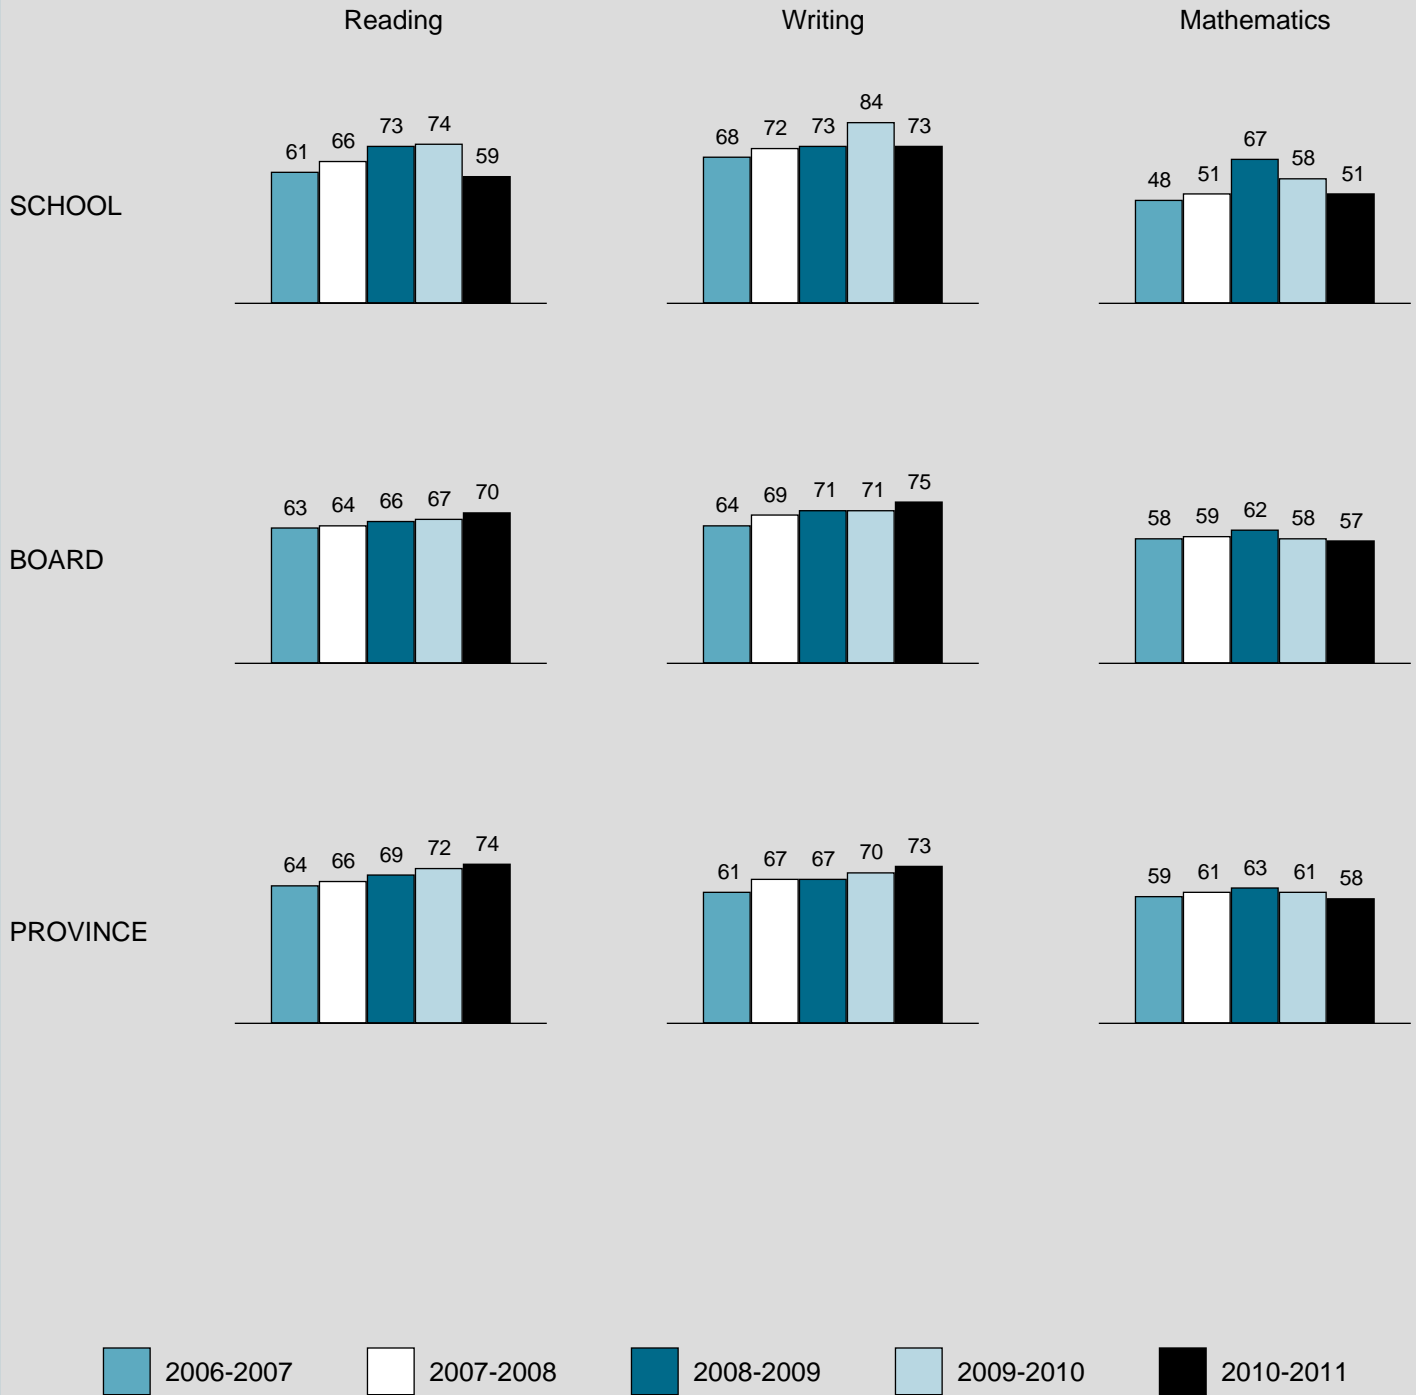 Reading Writing Mathematics
SCHOOL
61 66 73 74 59
68 72 73 84 73
48 51 67 58 51
BOARD
63 64 66 67 70
64 69 71 71 75
58 59 62 58 57
PROVINCE
64 66 69 72 74
61 67 67 70 73
59 61 63 61 58
2006-2007 2007-2008 2008-2009 2009-2010 2010-2011